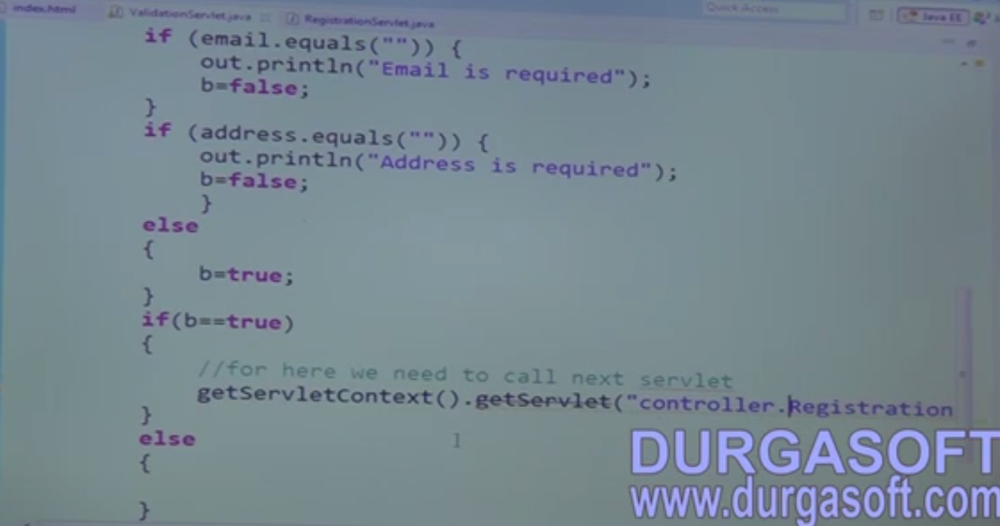 index.html ValidationServlet.java RegistrationServlet.java Quick Access Java EE
if (email.equals("")) {
out.println("Email is required");
b=false;
}
if (address.equals("")) {
out.println("Address is required");
b=false;
}
else
{
b=true;
}
if(b==true)
{
//for here we need to call next servlet
getServletContext().getServlet("controller.Registration
}
else
{
}
DURGASOFT
www.durgasoft.com